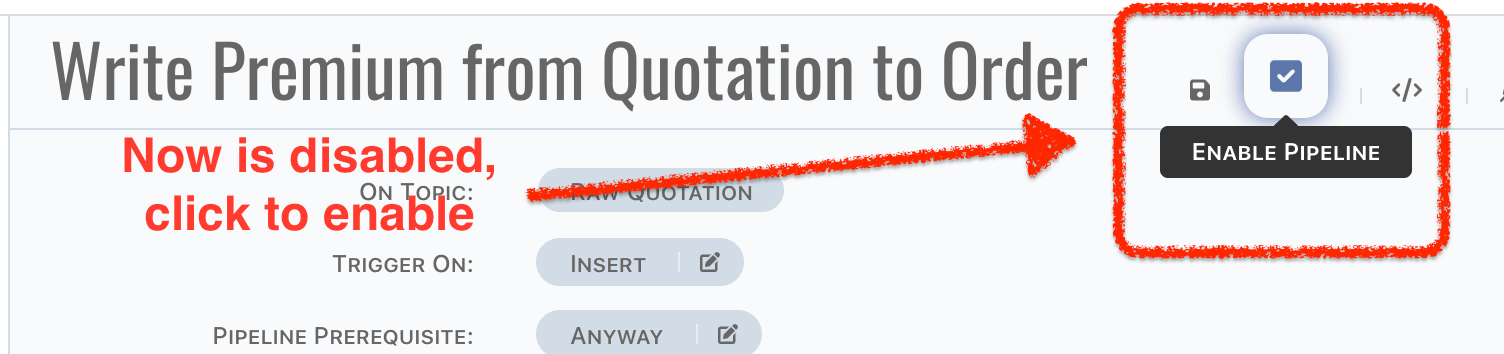 Write Premium from Quotation to Order
</>
ENABLE PIPELINE
Now is disabled,
click to enable
ON TOPIC:
RAW QUOTATION
TRIGGER ON:
INSERT
PIPELINE PREREQUISITE:
ANYWAY